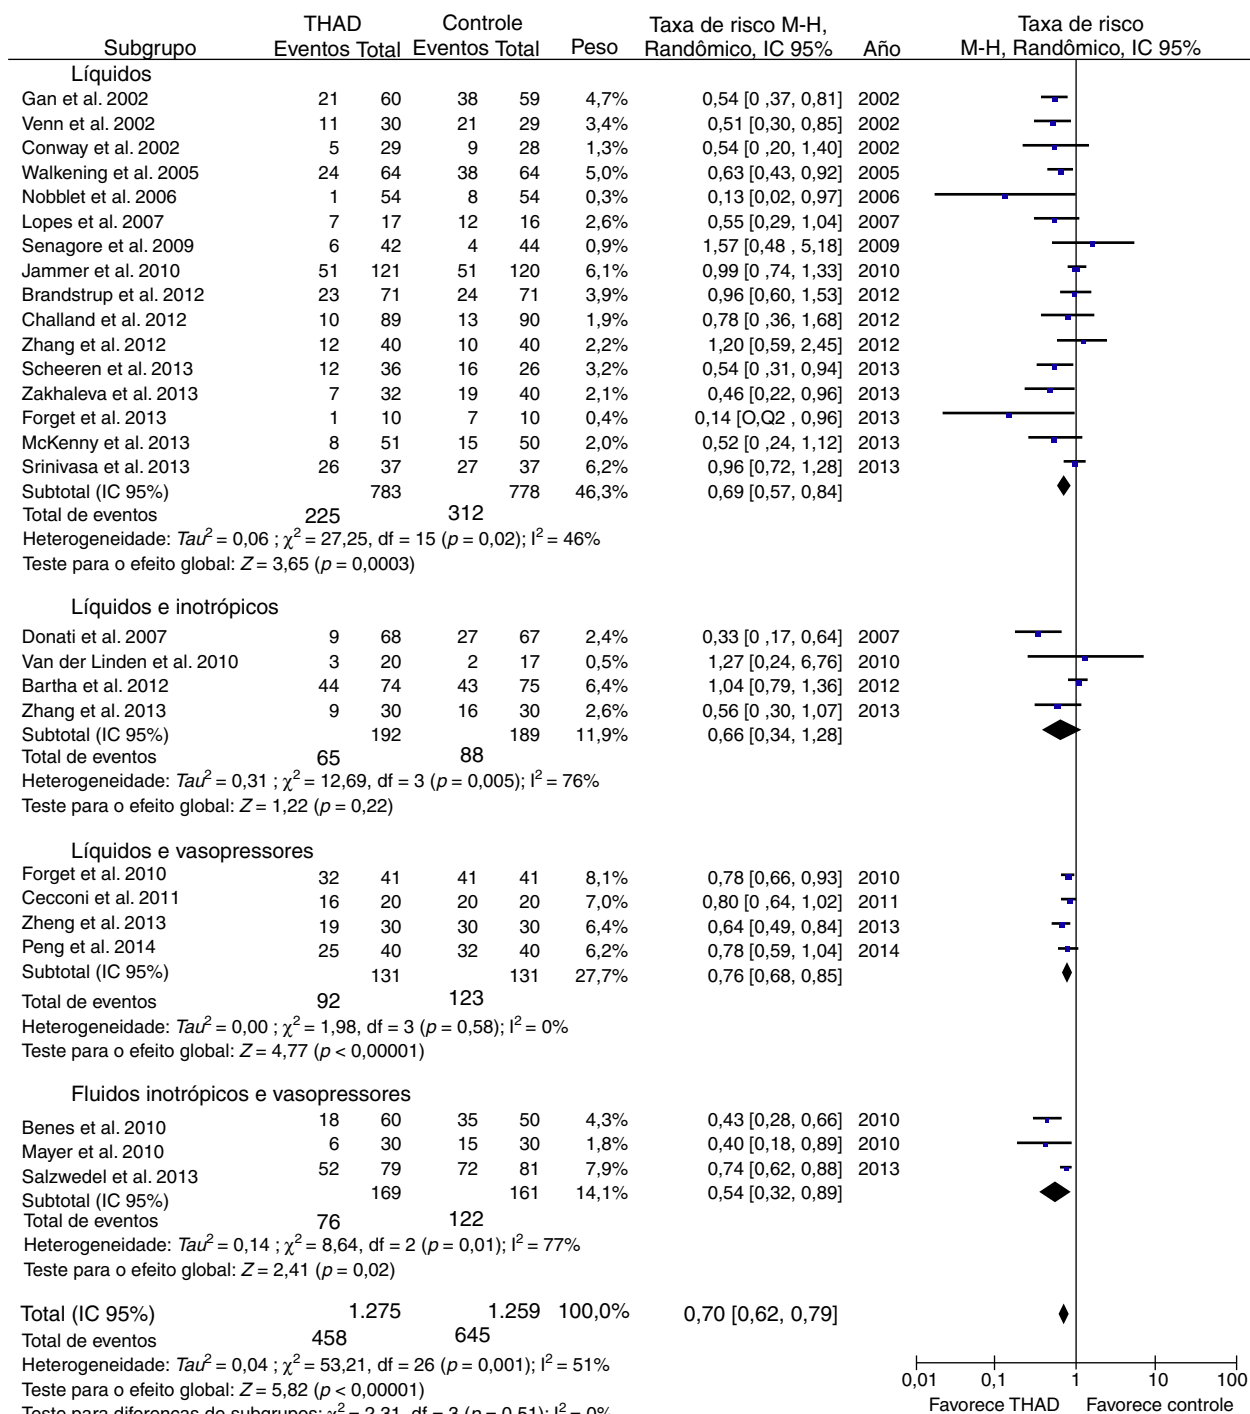 THAD Controle Taxa de risco M-H, Taxa de risco
Subgrupo Eventos Total Eventos Total Peso Randômico, IC 95% Año M-H, Randômico, IC 95%
Líquidos
Gan et al. 2002 21 60 38 59 4,7% 0,54 [0 ,37, 0,81] 2002
Venn et al. 2002 11 30 21 29 3,4% 0,51 [0,30, 0,85] 2002
Conway et al. 2002 5 29 9 28 1,3% 0,54 [0 ,20, 1,40] 2002
Walkening et al. 2005 24 64 38 64 5,0% 0,63 [0,43, 0,92] 2005
Nobblet et al. 2006 1 54 8 54 0,3% 0,13 [0,02, 0,97] 2006
Lopes et al. 2007 7 17 12 16 2,6% 0,55 [0,29, 1,04] 2007
Senagore et al. 2009 6 42 4 44 0,9% 1,57 [0,48 , 5,18] 2009
Jammer et al. 2010 51 121 51 120 6,1% 0,99 [0 ,74, 1,33] 2010
Brandstrup et al. 2012 23 71 24 71 3,9% 0,96 [0,60, 1,53] 2012
Challand et al. 2012 10 89 13 90 1,9% 0,78 [0 ,36, 1,68] 2012
Zhang et al. 2012 12 40 10 40 2,2% 1,20 [0,59, 2,45] 2012
Scheeren et al. 2013 12 36 16 26 3,2% 0,54 [0 ,31, 0,94] 2013
Zakhaleva et al. 2013 7 32 19 40 2,1% 0,46 [0,22, 0,96] 2013
Forget et al. 2013 1 10 7 10 0,4% 0,14 [O,Q2 , 0,96] 2013
McKenny et al. 2013 8 51 15 50 2,0% 0,52 [0 ,24, 1,12] 2013
Srinivasa et al. 2013 26 37 27 37 6,2% 0,96 [0,72, 1,28] 2013
Subtotal (IC 95%) 783 778 46,3% 0,69 [0,57, 0,84]
Total de eventos 225 312
Heterogeneidade: Tau² = 0,06 ; χ² = 27,25, df = 15 (p = 0,02); I² = 46%
Teste para o efeito global: Z = 3,65 (p = 0,0003)
Líquidos e inotrópicos
Donati et al. 2007 9 68 27 67 2,4% 0,33 [0 ,17, 0,64] 2007
Van der Linden et al. 2010 3 20 2 17 0,5% 1,27 [0,24, 6,76] 2010
Bartha et al. 2012 44 74 43 75 6,4% 1,04 [0,79, 1,36] 2012
Zhang et al. 2013 9 30 16 30 2,6% 0,56 [0 ,30, 1,07] 2013
Subtotal (IC 95%) 192 189 11,9% 0,66 [0,34, 1,28]
Total de eventos 65 88
Heterogeneidade: Tau² = 0,31 ; χ² = 12,69, df = 3 (p = 0,005); I² = 76%
Teste para o efeito global: Z = 1,22 (p = 0,22)
Líquidos e vasopressores
Forget et al. 2010 32 41 41 41 8,1% 0,78 [0,66, 0,93] 2010
Cecconi et al. 2011 16 20 20 20 7,0% 0,80 [0 ,64, 1,02] 2011
Zheng et al. 2013 19 30 30 30 6,4% 0,64 [0,49, 0,84] 2013
Peng et al. 2014 25 40 32 40 6,2% 0,78 [0,59, 1,04] 2014
Subtotal (IC 95%) 131 131 27,7% 0,76 [0,68, 0,85]
Total de eventos 92 123
Heterogeneidade: Tau² = 0,00 ; χ² = 1,98, df = 3 (p = 0,58); I² = 0%
Teste para o efeito global: Z = 4,77 (p < 0,00001)
Fluidos inotrópicos e vasopressores
Benes et al. 2010 18 60 35 50 4,3% 0,43 [0,28, 0,66] 2010
Mayer et al. 2010 6 30 15 30 1,8% 0,40 [0,18, 0,89] 2010
Salzwedel et al. 2013 52 79 72 81 7,9% 0,74 [0,62, 0,88] 2013
Subtotal (IC 95%) 169 161 14,1% 0,54 [0,32, 0,89]
Total de eventos 76 122
Heterogeneidade: Tau² = 0,14 ; χ² = 8,64, df = 2 (p = 0,01); I² = 77%
Teste para o efeito global: Z = 2,41 (p = 0,02)
Total (IC 95%) 1.275 1.259 100,0% 0,70 [0,62, 0,79]
Total de eventos 458 645
Heterogeneidade: Tau² = 0,04 ; χ² = 53,21, df = 26 (p = 0,001); I² = 51%
Teste para o efeito global: Z = 5,82 (p < 0,00001)
Teste para diferenças de subgrupos: χ² = 2,31, df = 3 (p = 0,51); I² = 0%
0,01 0,1 1 10 100
Favorece THAD Favorece controle